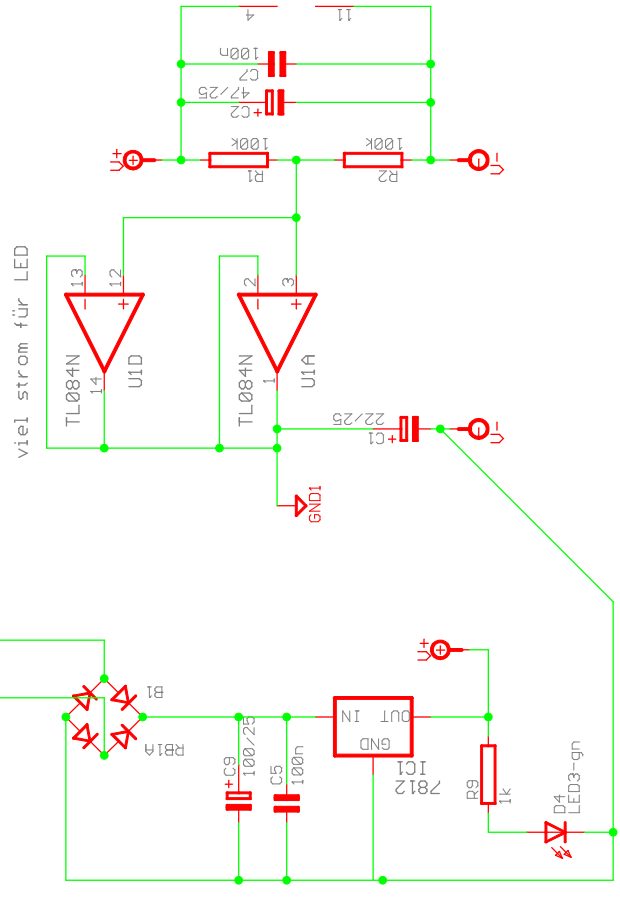 4
11
100n
C7
47/25
C2
+
V+
100k
R1
100k
R2
V-
viel strom für LED
13
12
2
3
TL084N
14
U1D
TL084N
1
U1A
22/25
C1
+
V-
GND1
V+
B1
RB1A
IN
OUT
GND
IC1
7812
+
C9
100/25
C5
100n
R9
1k
D4
LED3-gn